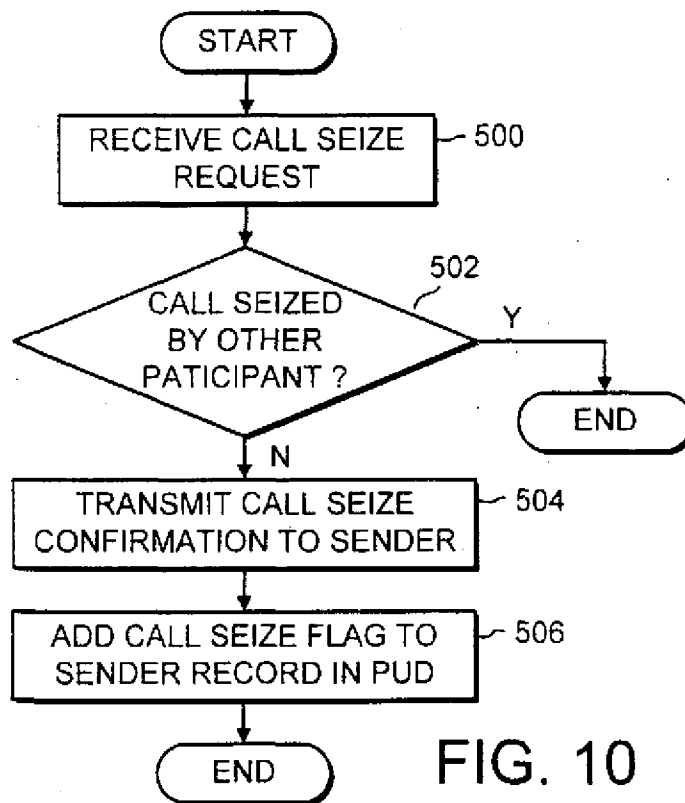 START
RECEIVE CALL SEIZE
REQUEST
500
502
CALL SEIZED
BY OTHER
PATICIPANT ?
Y
END
N
TRANSMIT CALL SEIZE
CONFIRMATION TO SENDER
504
ADD CALL SEIZE FLAG TO
SENDER RECORD IN PUD
506
END
FIG. 10